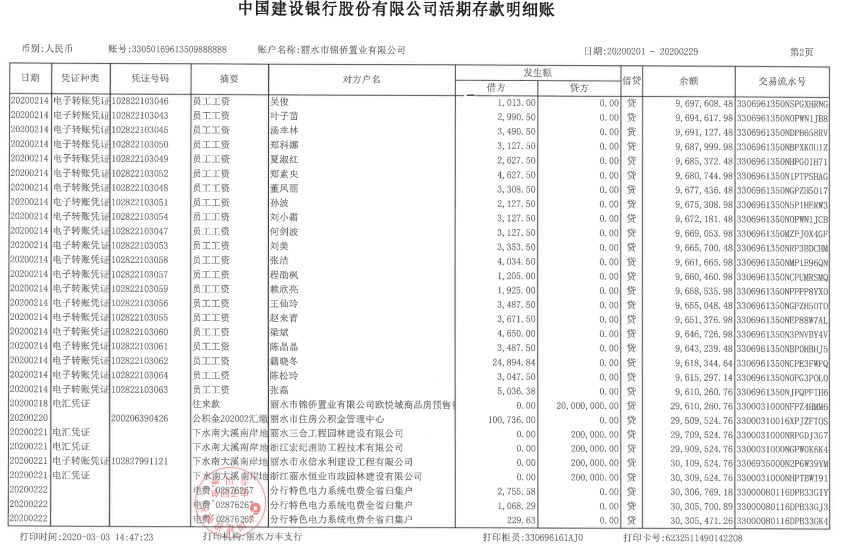 中国建设银行股份有限公司活期存款明细账
币别:人民币 账号:33050169613509888888 账户名称:丽水市锦侨置业有限公司 日期:20200201 - 20200229 第2页
日期 凭证种类 凭证号码 摘要 对方户名 发生额 借贷 余额 交易流水号
借方 贷方
20200214 电子转账凭证 102822103046 员工工资 吴俊 1,013.00 0.00 贷 9,697,608.48 3306961350NSPGXHRNG
20200214 电子转账凭证 102822103043 员工工资 叶子苗 2,990.50 0.00 贷 9,694,617.98 3306961350NOPWN1JB8
20200214 电子转账凭证 102822103045 员工工资 汤幸林 3,490.50 0.00 贷 9,691,127.48 3306961350NDPB658RV
20200214 电子转账凭证 102822103050 员工工资 郑科娜 3,127.50 0.00 贷 9,687,999.98 3306961350NBPXK0U1Z
20200214 电子转账凭证 102822103049 员工工资 夏淑红 2,627.50 0.00 贷 9,685,372.48 3306961350NHPG0IH71
20200214 电子转账凭证 102822103052 员工工资 郑素央 4,627.50 0.00 贷 9,680,744.98 3306961350N1PTPSHAG
20200214 电子转账凭证 102822103048 员工工资 董凤丽 3,308.50 0.00 贷 9,677,436.48 3306961350NGPZH5017
20200214 电子转账凭证 102822103051 员工工资 孙波 2,127.50 0.00 贷 9,675,308.98 3306961350N5P1HERW3
20200214 电子转账凭证 102822103054 员工工资 刘小霜 3,127.50 0.00 贷 9,672,181.48 3306961350NOPWN1JCB
20200214 电子转账凭证 102822103047 员工工资 何剑波 3,127.50 0.00 贷 9,669,053.98 3306961350MZPJ0X4GF
20200214 电子转账凭证 102822103053 员工工资 刘美 3,353.50 0.00 贷 9,665,700.48 3306961350NRP3BDCHM
20200214 电子转账凭证 102822103058 员工工资 张洁 4,034.50 0.00 贷 9,661,665.98 3306961350NMP1E96QN
20200214 电子转账凭证 102822103057 员工工资 程劭枫 1,205.00 0.00 贷 9,660,460.98 3306961350NCPUMRSMQ
20200214 电子转账凭证 102822103059 员工工资 赖欣亮 1,925.00 0.00 贷 9,658,535.98 3306961350NPPPP8YXO
20200214 电子转账凭证 102822103056 员工工资 王仙玲 3,487.50 0.00 贷 9,655,048.48 3306961350NGPZH50TO
20200214 电子转账凭证 102822103055 员工工资 赵来青 3,671.50 0.00 贷 9,651,376.98 3306961350NEP88W7AL
20200214 电子转账凭证 102822103060 员工工资 梁斌 4,650.00 0.00 贷 9,646,726.98 3306961350N3PNVBY4V
20200214 电子转账凭证 102822103061 员工工资 陈晶晶 3,487.50 0.00 贷 9,643,239.48 3306961350NBPOHBHJ5
20200214 电子转账凭证 102822103062 员工工资 籍晓冬 24,894.84 0.00 贷 9,618,344.64 3306961350NCPE3FWPQ
20200214 电子转账凭证 102822103064 员工工资 陈松玲 3,047.50 0.00 贷 9,615,297.14 3306961350NOPG3POLO
20200214 电子转账凭证 102822103063 员工工资 张磊 5,036.38 0.00 贷 9,610,260.76 3306961350NJPQPFIH6
20200218 电汇凭证 往来款 丽水市锦侨置业有限公司欧悦城商品房预售 0.00 20,000,000.00 贷 29,610,260.76 3300031000NFPZ4HMM6
20200220 200206390426 公积金202002汇缴 丽水市住房公积金管理中心 100,736.00 0.00 贷 29,509,524.76 33000310016XPJZFTOS
20200221 电汇凭证 下水南大溪南岸地 丽水三合工程园林建设有限公司 0.00 200,000.00 贷 29,709,524.76 3300031000NRPGDJ3G7
20200221 电汇凭证 下水南大溪南岸地 浙江宏纪消防工程技术有限公司 0.00 200,000.00 贷 29,909,524.76 3300031000NGPWOK6K4
20200221 电子转账凭证 102827991121 下水南大溪南岸地 丽水市永倍水利建设工程有限公司 0.00 200,000.00 贷 30,109,524.76 3306935000N2P6W39YM
20200221 电汇凭证 下水南大溪南岸地 浙江丽水恒业市政园林建设有限公司 0.00 200,000.00 贷 30,309,524.76 3300031000NHPTBWI91
20200222 电费 02876267 分行特色电力系统电费全省归集户 2,755.58 0.00 贷 30,306,769.18 33000080116DPB33GIY
20200222 电费 02876267 分行特色电力系统电费全省归集户 1,068.29 0.00 贷 30,305,700.89 33000080116DPB33GJ3
20200222 电费 02876267 分行特色电力系统电费全省归集户 229.63 0.00 贷 30,305,471.26 33000080116DPB33GK4
打印时间:2020-03-03 14:47:23 打印机构:丽水万丰支行 打印柜员:330696161AJ0 打印卡号:6232511490142208